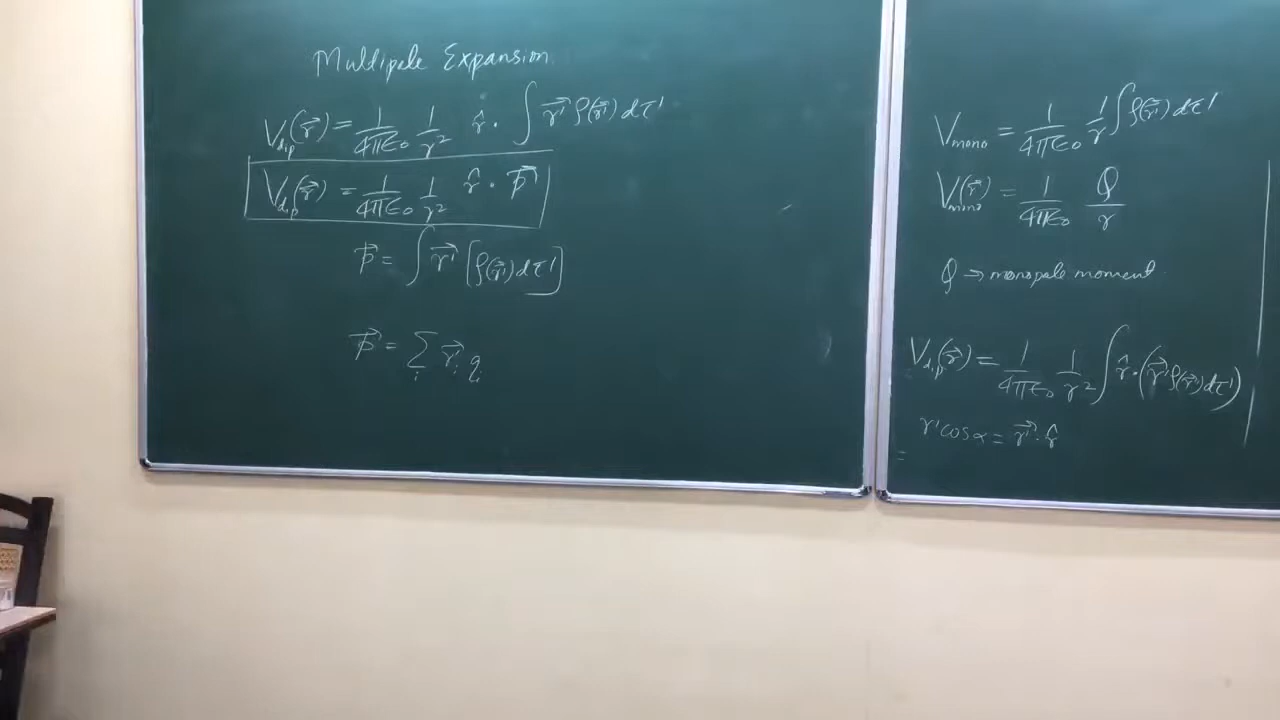 Multipole Expansion
V_dip(r⃗) = 1/4πϵ₀ 1/r² r̂ · ∫ r⃗' ρ(r⃗') dτ'
V_dip(r⃗) = 1/4πϵ₀ 1/r² r̂ · p⃗
p⃗ = ∫ r⃗' [ρ(r⃗') dτ']
p⃗ = Σ_i r⃗_i q_i
V_mono = 1/4πϵ₀ 1/r ∫ ρ(r⃗') dτ'
V_mono(r⃗) = 1/4πϵ₀ Q/r
Q → monopole moment
V_dip(r⃗) = 1/4πϵ₀ 1/r² ∫ r̂ · (r⃗' ρ(r⃗') dτ')
r' cos α = r⃗' · r̂
=